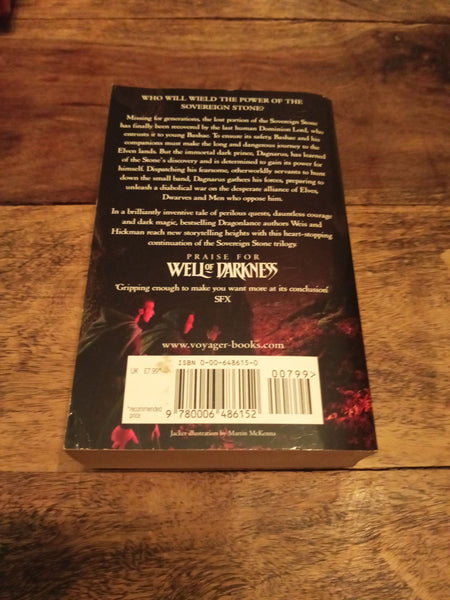 WHO WILL WIELD THE POWER OF THE
SOVEREIGN STONE?
Missing for generations, the lost portion of the Sovereign Stone
has finally been recovered by the last human Dominion Lord, who
entrusts it to young Bashae. To ensure its safety Bashae and his
companions must make the long and dangerous journey to the
Elven lands. But the immortal dark prince, Dagnarus, has learned
of the Stone's discovery and is determined to gain its power for
himself. Dispatching his fearsome, otherworldly servants to hunt
down the small band, Dagnarus gathers his forces, preparing to
unleash a diabolical war on the desperate alliance of Elves,
Dwarves and Men who oppose him.
In a brilliantly inventive tale of perilous quests, dauntless courage
and dark magic, bestselling Dragonlance authors Weis and
Hickman reach new storytelling heights with this heart-stopping
continuation of the Sovereign Stone trilogy.
PRAISE FOR
WELL OF DARKNESS
'Gripping enough to make you want more at its conclusion'
SFX
www.voyager-books.com
ISBN 0-00-648615-0
UK £7.99*
00799>
*recommended
price
9 780006 486152
Jacket illustration by Martin McKenna